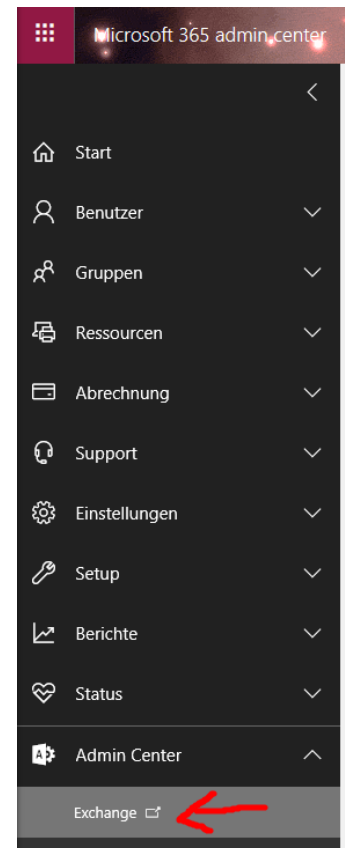 Microsoft 365 admin center
Start
Benutzer
Gruppen
Ressourcen
Abrechnung
Support
Einstellungen
Setup
Berichte
Status
Admin Center
Exchange